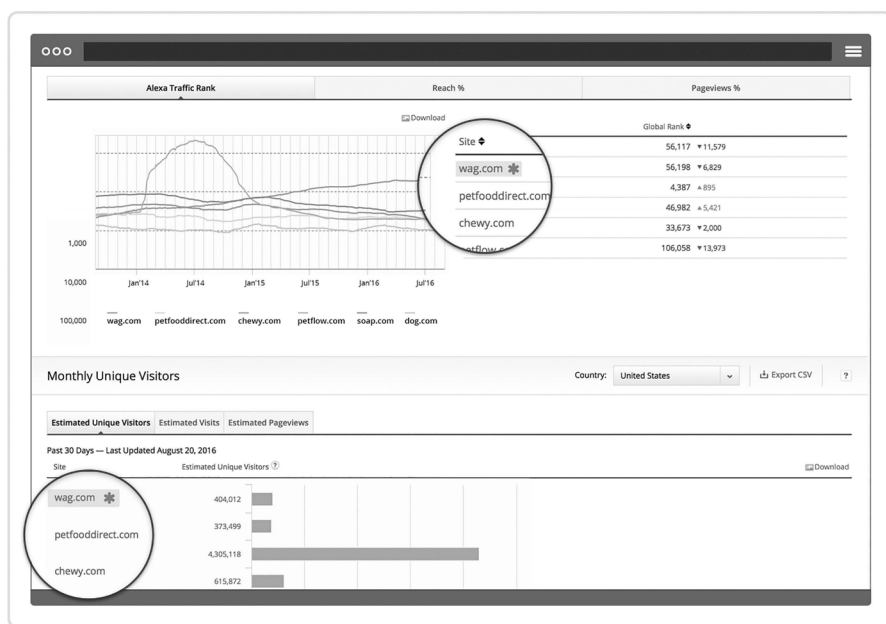 Alexa Traffic Rank
Reach %
Pageviews %
Download
Site
Global Rank
wag.com
56,117 ▼11,579
56,198 ▼6,829
petfooddirect.com
4,387 ▲895
chewy.com
46,982 ▲5,421
33,673 ▼2,000
106,058 ▼13,973
1,000
10,000
100,000
Jan'14 Jul'14 Jan'15 Jul'15 Jan'16 Jul'16
wag.com petfooddirect.com chewy.com petflow.com soap.com dog.com
Monthly Unique Visitors
Country: United States
Export CSV
?
Estimated Unique Visitors Estimated Visits Estimated Pageviews
Past 30 Days — Last Updated August 20, 2016
Site Estimated Unique Visitors ?
Download
wag.com
404,012
petfooddirect.com
373,499
4,305,118
chewy.com
615,872